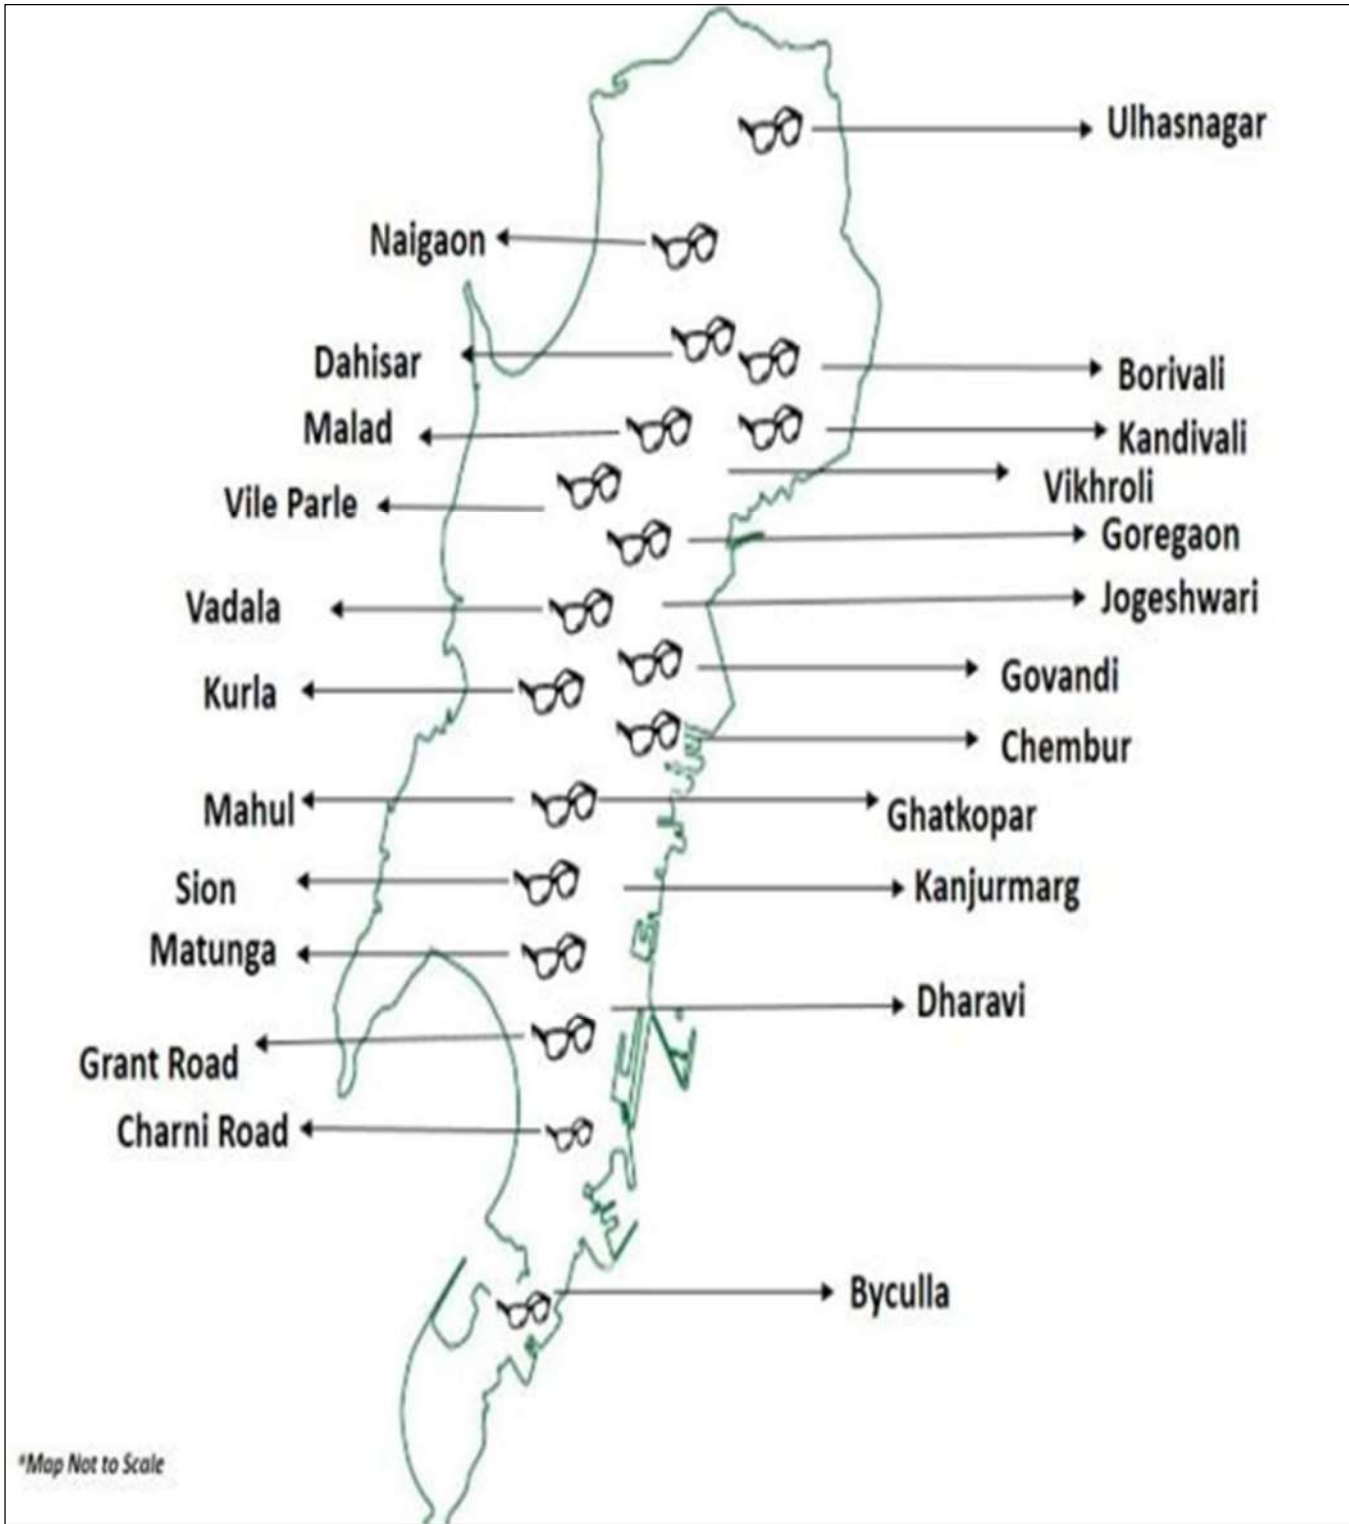 Ulhasnagar
Naigaon
Dahisar
Borivali
Malad
Kandivali
Vikhroli
Vile Parle
Goregaon
Vadala
Jogeshwari
Govandi
Kurla
Chembur
Mahul
Ghatkopar
Sion
Kanjurmarg
Matunga
Dharavi
Grant Road
Charni Road
Byculla
*Map Not to Scale